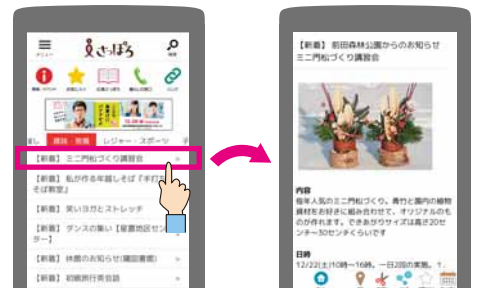 さっぽろ
メニュー
検索
趣味・教養
レジャー・スポーツ
【新着】 ミニ門松づくり講習会
【新着】 私が作る年越しそば「手打
そば教室」
【新着】 笑いヨガとストレッチ
【新着】 ダンスの集い【厚別地区セン
ター】
【新着】 休館のお知らせ(曙図書館)
【新着】 初級旅行英会話
【新着】 前田森林公園からのお知らせ
ミニ門松づくり講習会
内容
毎年人気のミニ門松づくり。青竹と園内の植物
資材をお好きに組み合わせて、オリジナルのも
のが作れます。できあがりサイズは高さ20セ
ンチ~30センチくらいです
日時
12/22(土)10時~16時。一日2回の実施。